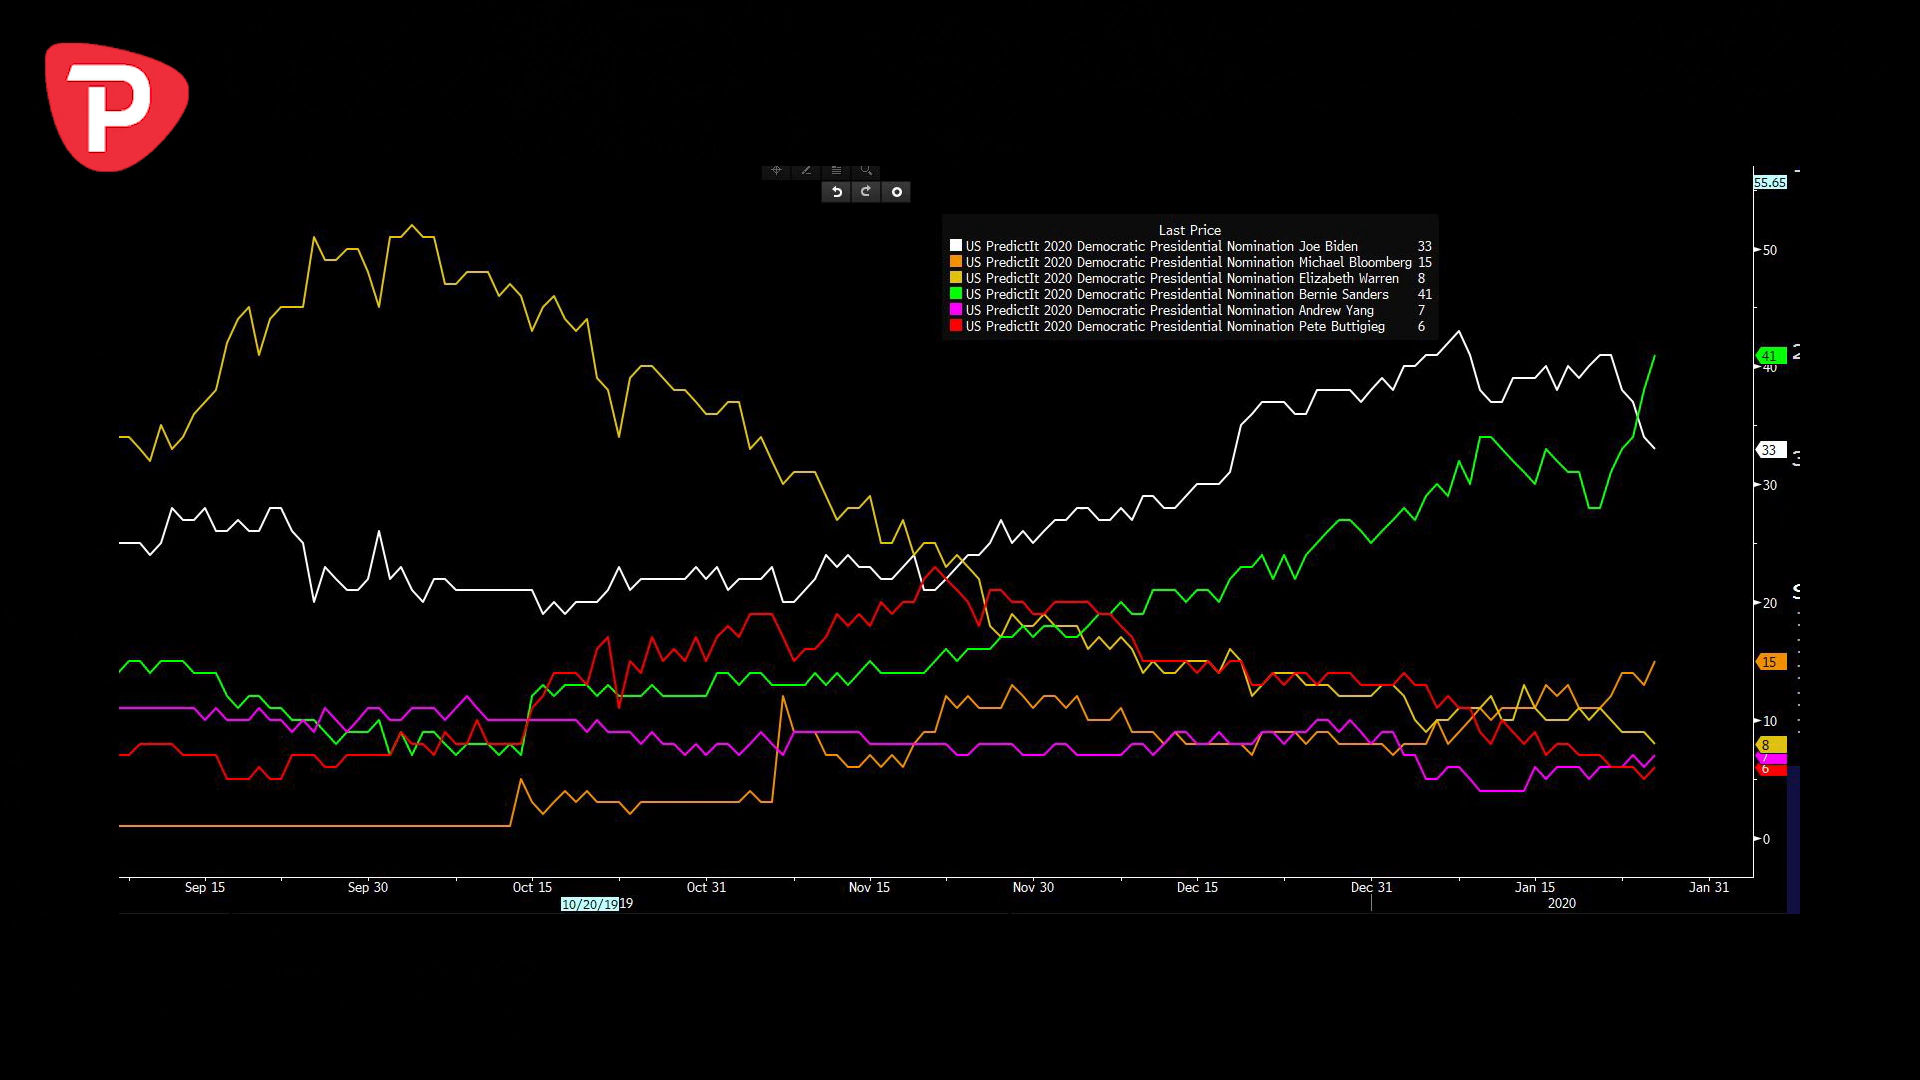 P
55.65
Last Price
US PredictIt 2020 Democratic Presidential Nomination Joe Biden 33
US PredictIt 2020 Democratic Presidential Nomination Michael Bloomberg 15
US PredictIt 2020 Democratic Presidential Nomination Elizabeth Warren 8
US PredictIt 2020 Democratic Presidential Nomination Bernie Sanders 41
US PredictIt 2020 Democratic Presidential Nomination Andrew Yang 7
US PredictIt 2020 Democratic Presidential Nomination Pete Buttigieg 6
50
41
40
33
30
20
15
10
8
7
6
0
Sep 15 Sep 30 Oct 15 Oct 31 Nov 15 Nov 30 Dec 15 Dec 31 Jan 15 Jan 31
10/20/19 19 2020